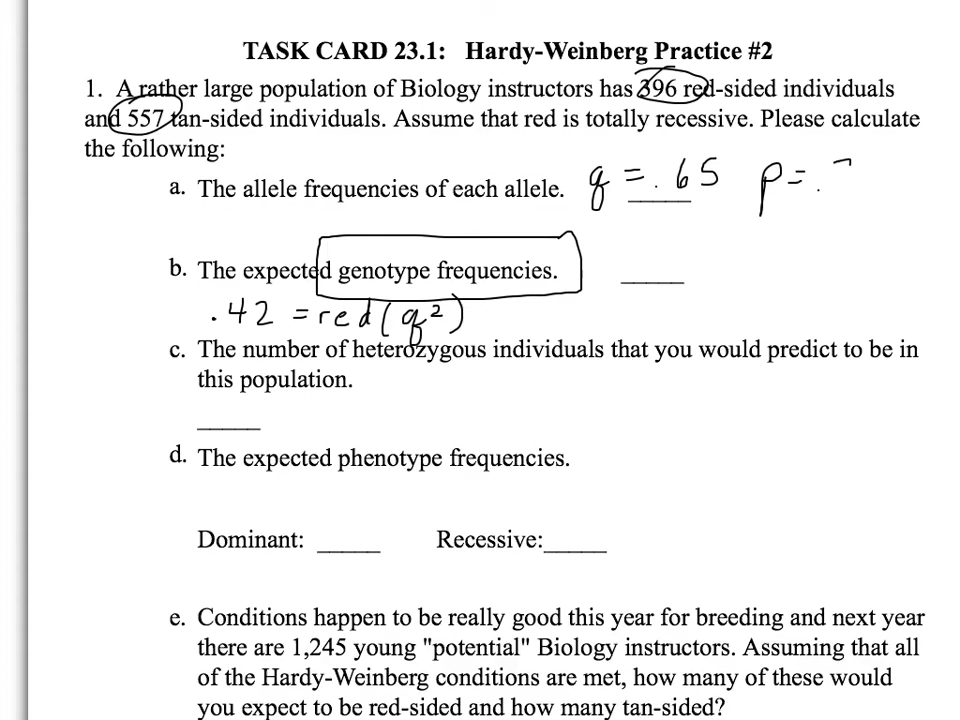 TASK CARD 23.1: Hardy-Weinberg Practice #2
1. A rather large population of Biology instructors has 396 red-sided individuals
and 557 tan-sided individuals. Assume that red is totally recessive. Please calculate
the following:
a. The allele frequencies of each allele. q = .65 p = .
b. The expected genotype frequencies.
.42 = red (q²)
c. The number of heterozygous individuals that you would predict to be in
this population.
d. The expected phenotype frequencies.
Dominant: _____ Recessive:_____
e. Conditions happen to be really good this year for breeding and next year
there are 1,245 young "potential" Biology instructors. Assuming that all
of the Hardy-Weinberg conditions are met, how many of these would
you expect to be red-sided and how many tan-sided?